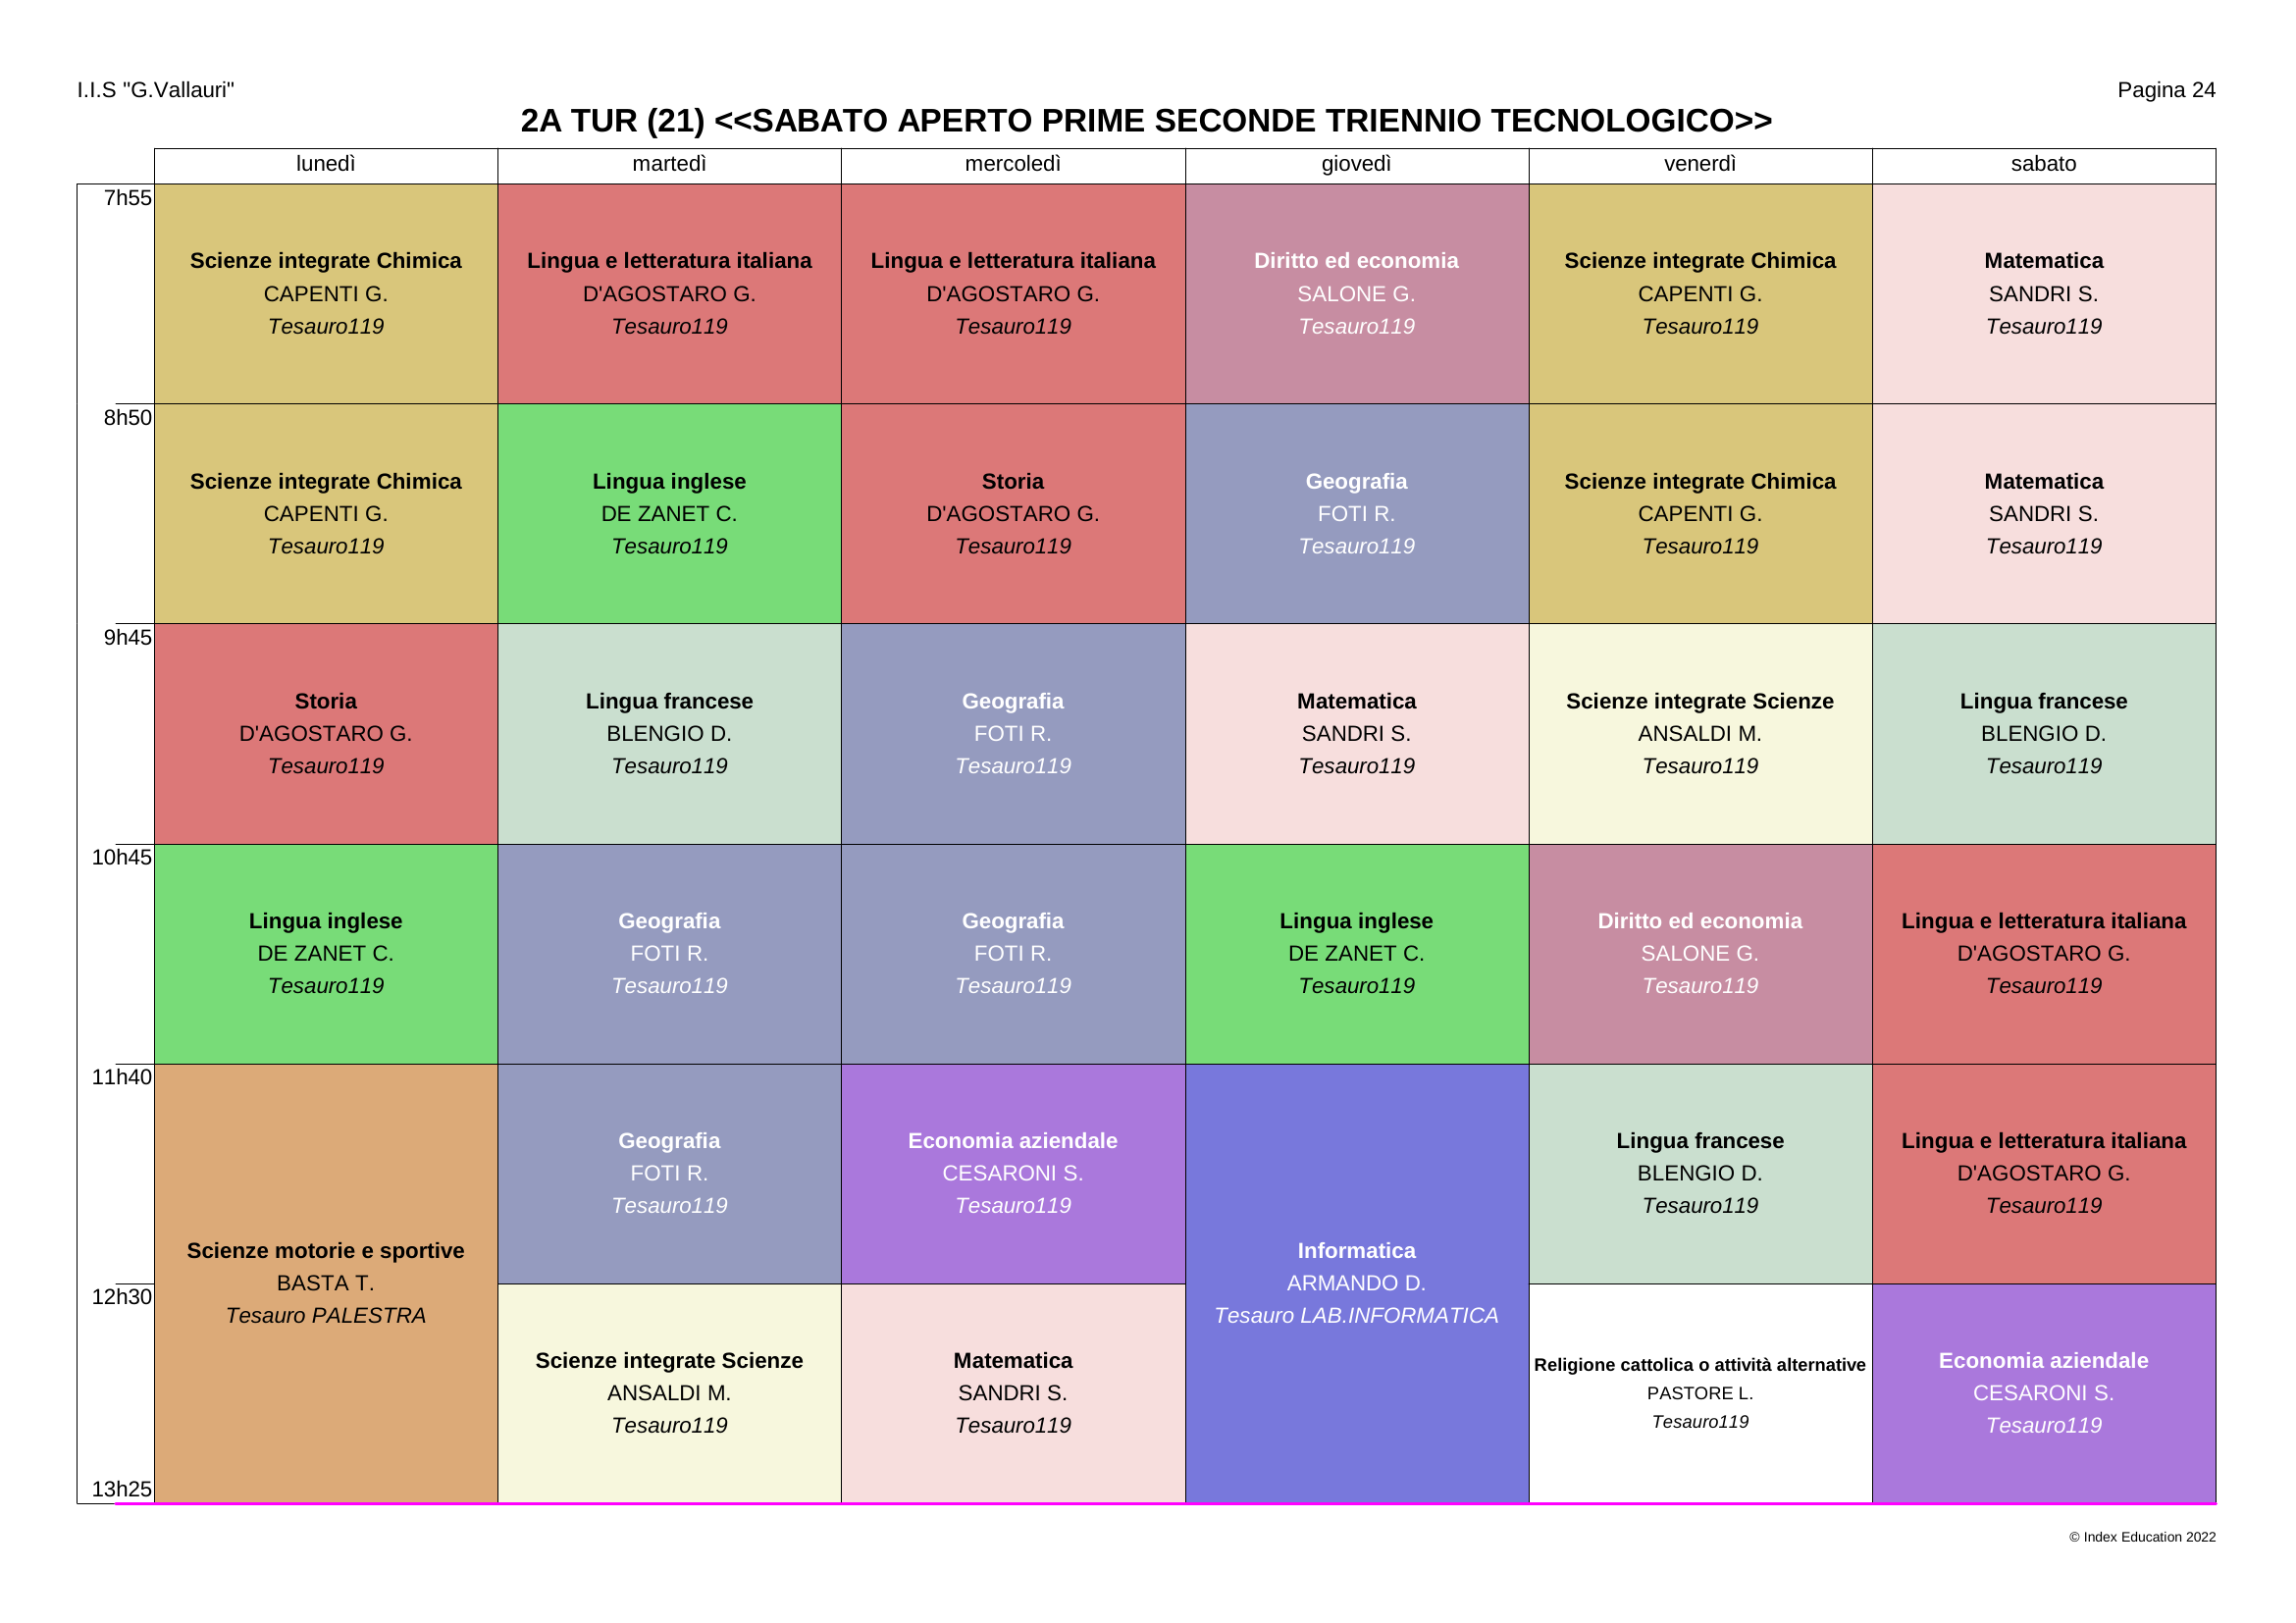 I.I.S "G.Vallauri"
Pagina 24
2A TUR (21) <<SABATO APERTO PRIME SECONDE TRIENNIO TECNOLOGICO>>
lunedì martedì mercoledì giovedì venerdì sabato
7h55
Scienze integrate Chimica Lingua e letteratura italiana Lingua e letteratura italiana Diritto ed economia Scienze integrate Chimica Matematica
CAPENTI G. D'AGOSTARO G. D'AGOSTARO G. SALONE G. CAPENTI G. SANDRI S.
Tesauro119 Tesauro119 Tesauro119 Tesauro119 Tesauro119 Tesauro119
8h50
Scienze integrate Chimica Lingua inglese Storia Geografia Scienze integrate Chimica Matematica
CAPENTI G. DE ZANET C. D'AGOSTARO G. FOTI R. CAPENTI G. SANDRI S.
Tesauro119 Tesauro119 Tesauro119 Tesauro119 Tesauro119 Tesauro119
9h45
Storia Lingua francese Geografia Matematica Scienze integrate Scienze Lingua francese
D'AGOSTARO G. BLENGIO D. FOTI R. SANDRI S. ANSALDI M. BLENGIO D.
Tesauro119 Tesauro119 Tesauro119 Tesauro119 Tesauro119 Tesauro119
10h45
Lingua inglese Geografia Geografia Lingua inglese Diritto ed economia Lingua e letteratura italiana
DE ZANET C. FOTI R. FOTI R. DE ZANET C. SALONE G. D'AGOSTARO G.
Tesauro119 Tesauro119 Tesauro119 Tesauro119 Tesauro119 Tesauro119
11h40
Geografia Economia aziendale Lingua francese Lingua e letteratura italiana
FOTI R. CESARONI S. BLENGIO D. D'AGOSTARO G.
Tesauro119 Tesauro119 Tesauro119 Tesauro119
Scienze motorie e sportive Informatica
BASTA T. ARMANDO D.
12h30
Tesauro PALESTRA Tesauro LAB.INFORMATICA
Scienze integrate Scienze Matematica Religione cattolica o attività alternative Economia aziendale
ANSALDI M. SANDRI S. PASTORE L. CESARONI S.
Tesauro119 Tesauro119 Tesauro119 Tesauro119
13h25
© Index Education 2022